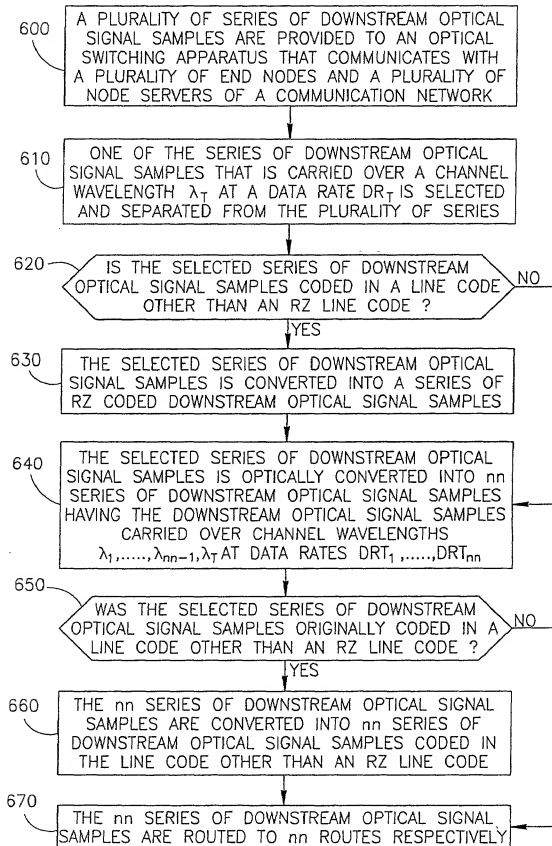 600
A PLURALITY OF SERIES OF DOWNSTREAM OPTICAL
SIGNAL SAMPLES ARE PROVIDED TO AN OPTICAL
SWITCHING APPARATUS THAT COMMUNICATES WITH
A PLURALITY OF END NODES AND A PLURALITY OF
NODE SERVERS OF A COMMUNICATION NETWORK
610
ONE OF THE SERIES OF DOWNSTREAM OPTICAL
SIGNAL SAMPLES THAT IS CARRIED OVER A CHANNEL
WAVELENGTH λT AT A DATA RATE DRT IS SELECTED
AND SEPARATED FROM THE PLURALITY OF SERIES
620
IS THE SELECTED SERIES OF DOWNSTREAM
OPTICAL SIGNAL SAMPLES CODED IN A LINE CODE
OTHER THAN AN RZ LINE CODE ?
NO
YES
630
THE SELECTED SERIES OF DOWNSTREAM OPTICAL
SIGNAL SAMPLES IS CONVERTED INTO A SERIES OF
RZ CODED DOWNSTREAM OPTICAL SIGNAL SAMPLES
640
THE SELECTED SERIES OF DOWNSTREAM OPTICAL
SIGNAL SAMPLES IS OPTICALLY CONVERTED INTO nn
SERIES OF DOWNSTREAM OPTICAL SIGNAL SAMPLES
HAVING THE DOWNSTREAM OPTICAL SIGNAL SAMPLES
CARRIED OVER CHANNEL WAVELENGTHS
λ1,.....,λnn-1,λT AT DATA RATES DRT1,.....,DRTnn
650
WAS THE SELECTED SERIES OF DOWNSTREAM
OPTICAL SIGNAL SAMPLES ORIGINALLY CODED IN A
LINE CODE OTHER THAN AN RZ LINE CODE ?
NO
YES
660
THE nn SERIES OF DOWNSTREAM OPTICAL SIGNAL
SAMPLES ARE CONVERTED INTO nn SERIES OF
DOWNSTREAM OPTICAL SIGNAL SAMPLES CODED IN
THE LINE CODE OTHER THAN AN RZ LINE CODE
670
THE nn SERIES OF DOWNSTREAM OPTICAL SIGNAL
SAMPLES ARE ROUTED TO nn ROUTES RESPECTIVELY